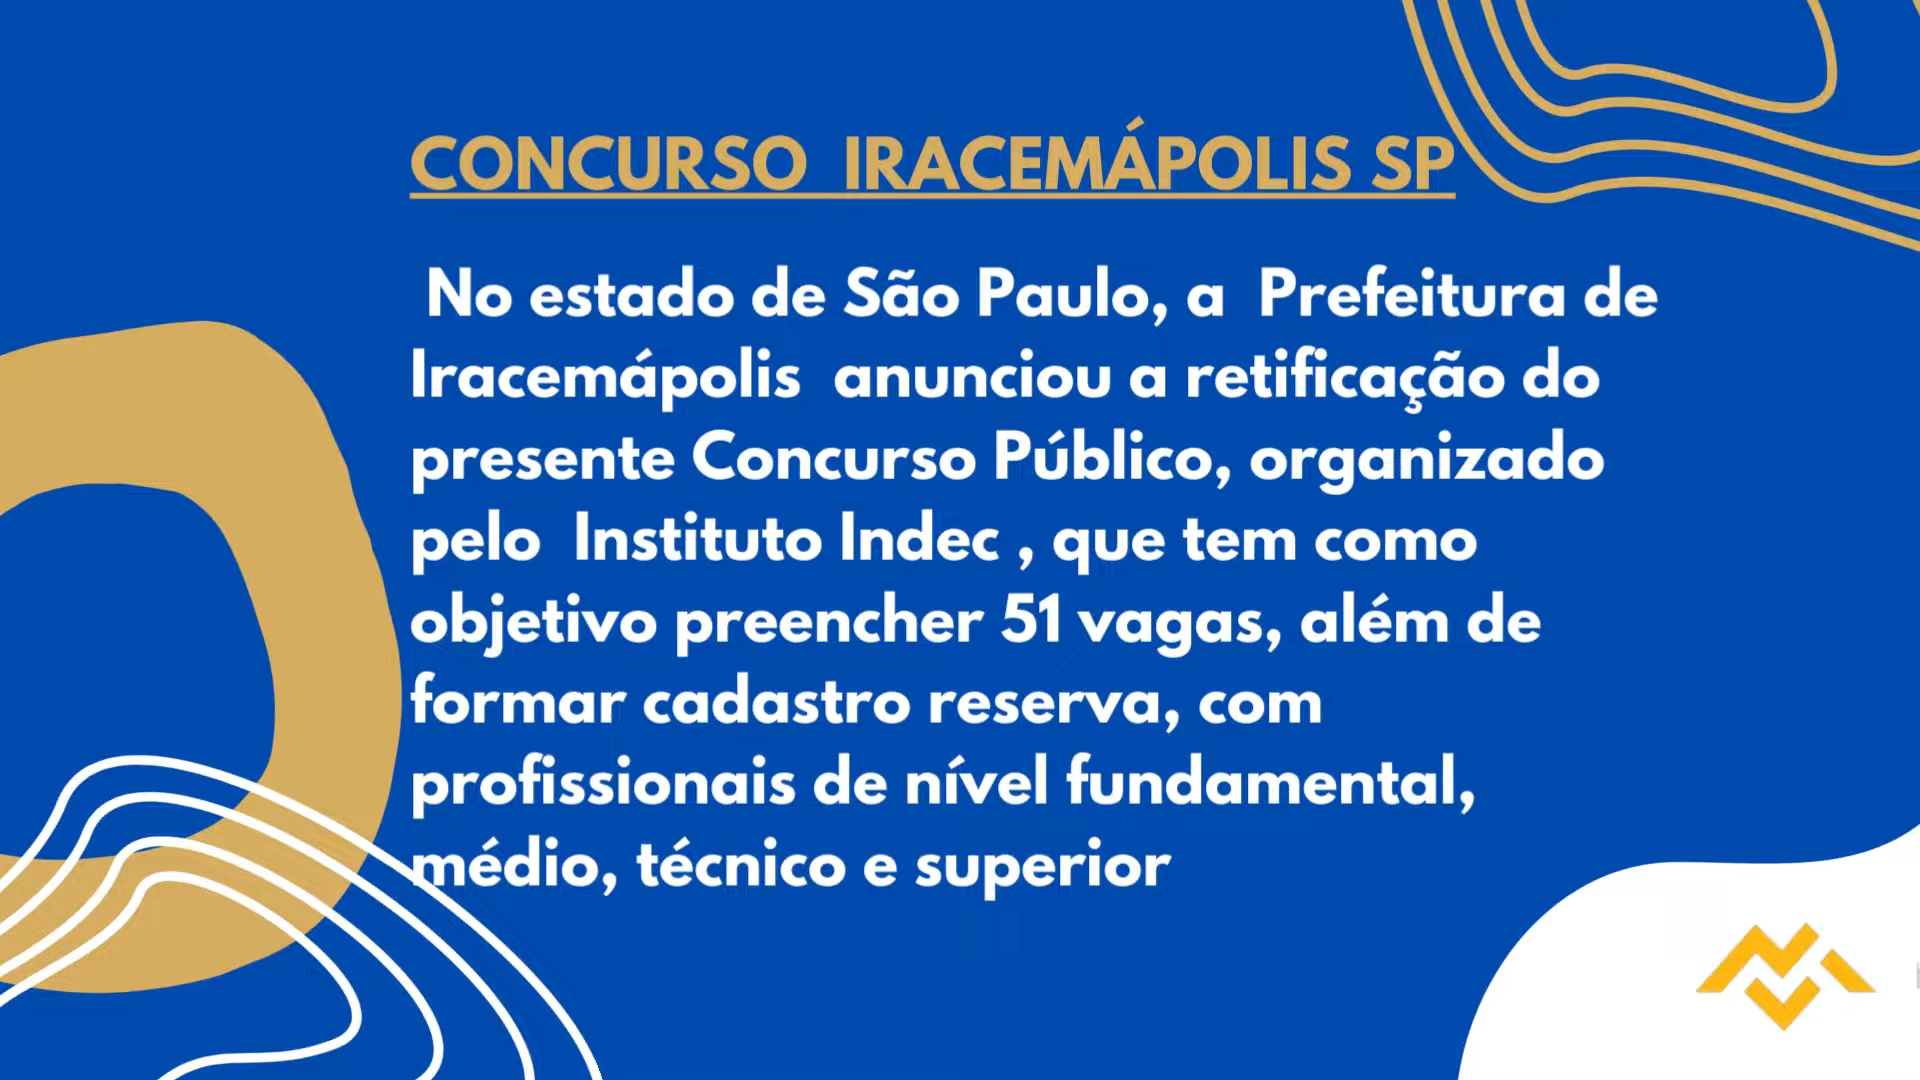 CONCURSO IRACEMÁPOLIS SP
No estado de São Paulo, a Prefeitura de
Iracemápolis anunciou a retificação do
presente Concurso Público, organizado
pelo Instituto Indec , que tem como
objetivo preencher 51 vagas, além de
formar cadastro reserva, com
profissionais de nível fundamental,
médio, técnico e superior